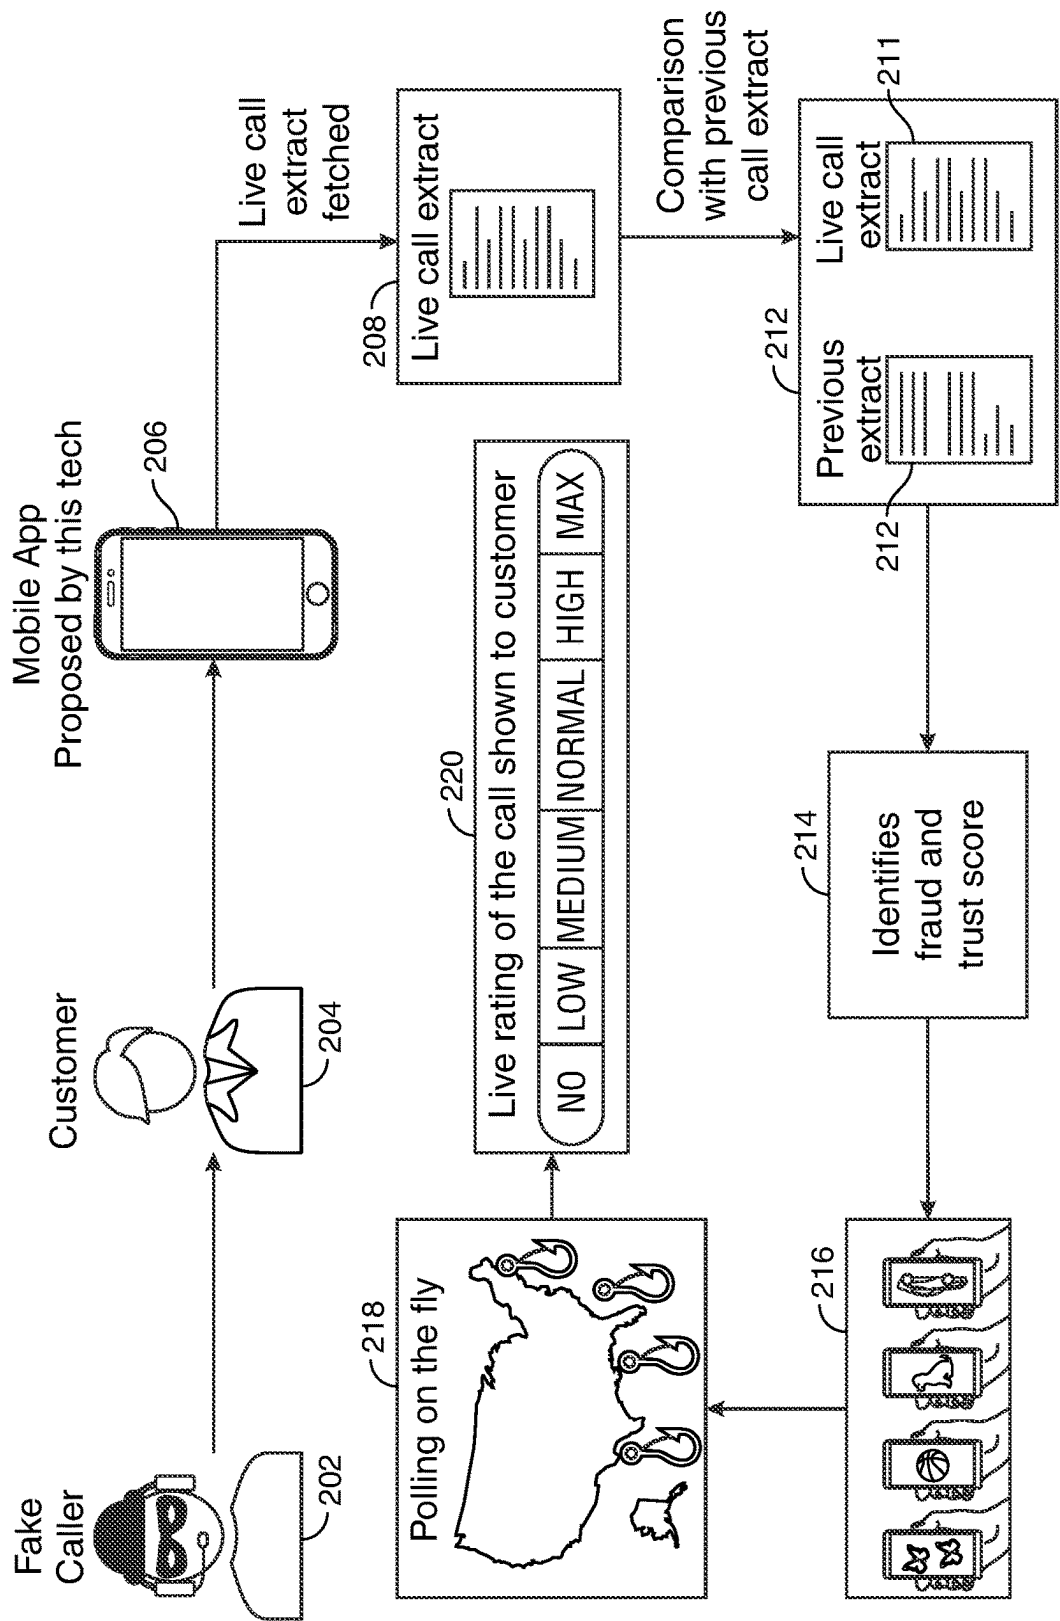 Fake
Caller
202
Customer
204
Mobile App
Proposed by this tech
206
Live call
extract
fetched
208
Live call extract
Comparison
with previous
call extract
212
Previous
extract
212
Live call
extract
211
214
Identifies
fraud and
trust score
216
218
Polling on the fly
220
Live rating of the call shown to customer
NO LOW MEDIUM NORMAL HIGH MAX